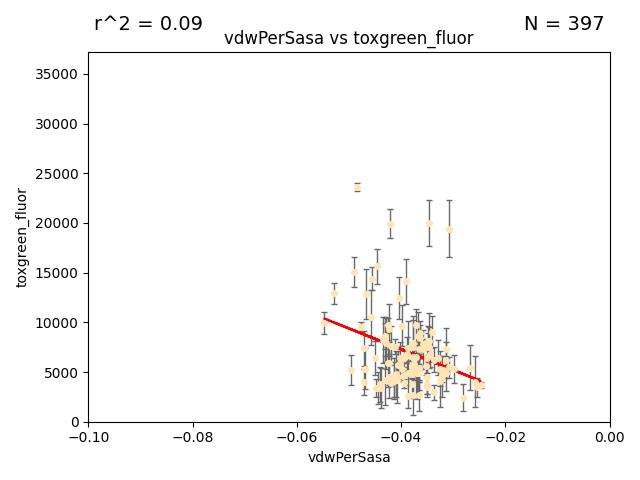 r^2 = 0.09
N = 397
vdwPerSasa vs toxgreen_fluor
35000
30000
25000
20000
15000
10000
5000
0
toxgreen_fluor
−0.10
−0.08
−0.06
−0.04
−0.02
0.00
vdwPerSasa